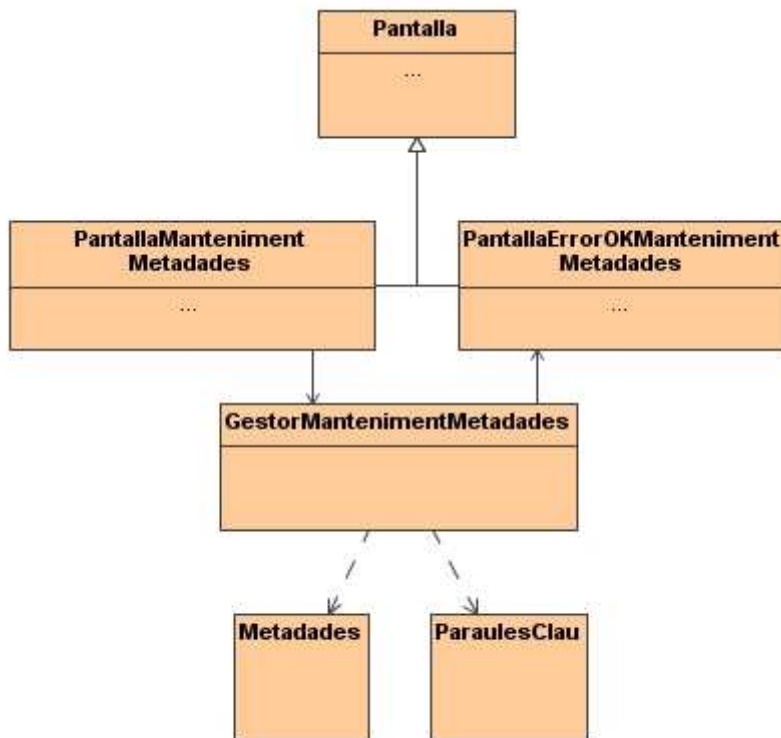 Pantalla
...
PantallaManteniment
Metadades
...
PantallaErrorOKManteniment
Metadades
...
GestorMantenimentMetadades
Metadades
ParaulesClau